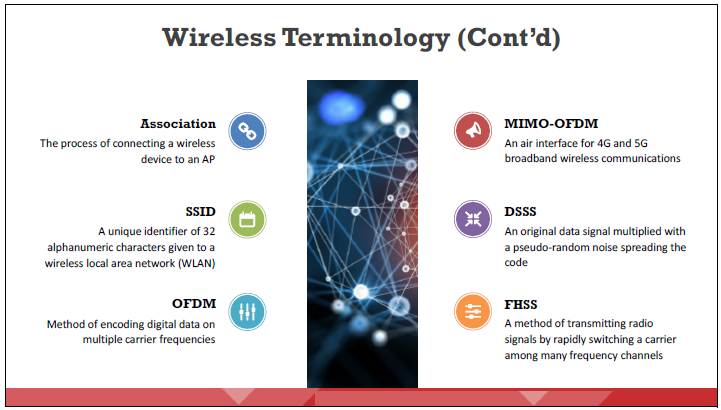 Wireless Terminology (Cont’d)
Association
The process of connecting a wireless
device to an AP
SSID
A unique identifier of 32
alphanumeric characters given to a
wireless local area network (WLAN)
OFDM
Method of encoding digital data on
multiple carrier frequencies
MIMO-OFDM
An air interface for 4G and 5G
broadband wireless communications
DSSS
An original data signal multiplied with
a pseudo-random noise spreading the
code
FHSS
A method of transmitting radio
signals by rapidly switching a carrier
among many frequency channels